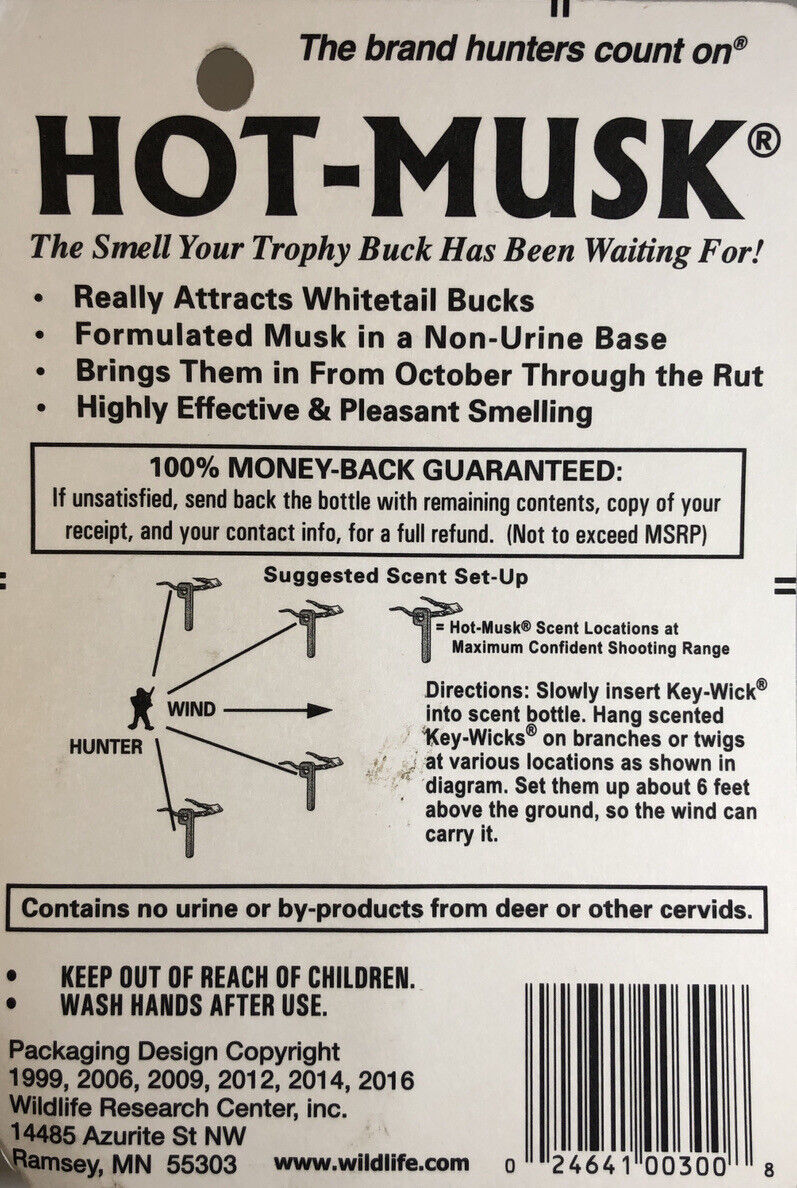 The brand hunters count on®
HOT-MUSK®
The Smell Your Trophy Buck Has Been Waiting For!
• Really Attracts Whitetail Bucks
• Formulated Musk in a Non-Urine Base
• Brings Them in From October Through the Rut
• Highly Effective & Pleasant Smelling
100% MONEY-BACK GUARANTEED:
If unsatisfied, send back the bottle with remaining contents, copy of your
receipt, and your contact info, for a full refund. (Not to exceed MSRP)
Suggested Scent Set-Up
= Hot-Musk® Scent Locations at
Maximum Confident Shooting Range
WIND
HUNTER
Directions: Slowly insert Key-Wick®
into scent bottle. Hang scented
Key-Wicks® on branches or twigs
at various locations as shown in
diagram. Set them up about 6 feet
above the ground, so the wind can
carry it.
Contains no urine or by-products from deer or other cervids.
• KEEP OUT OF REACH OF CHILDREN.
• WASH HANDS AFTER USE.
Packaging Design Copyright
1999, 2006, 2009, 2012, 2014, 2016
Wildlife Research Center, inc.
14485 Azurite St NW
Ramsey, MN 55303 www.wildlife.com
0 24641 00300 8